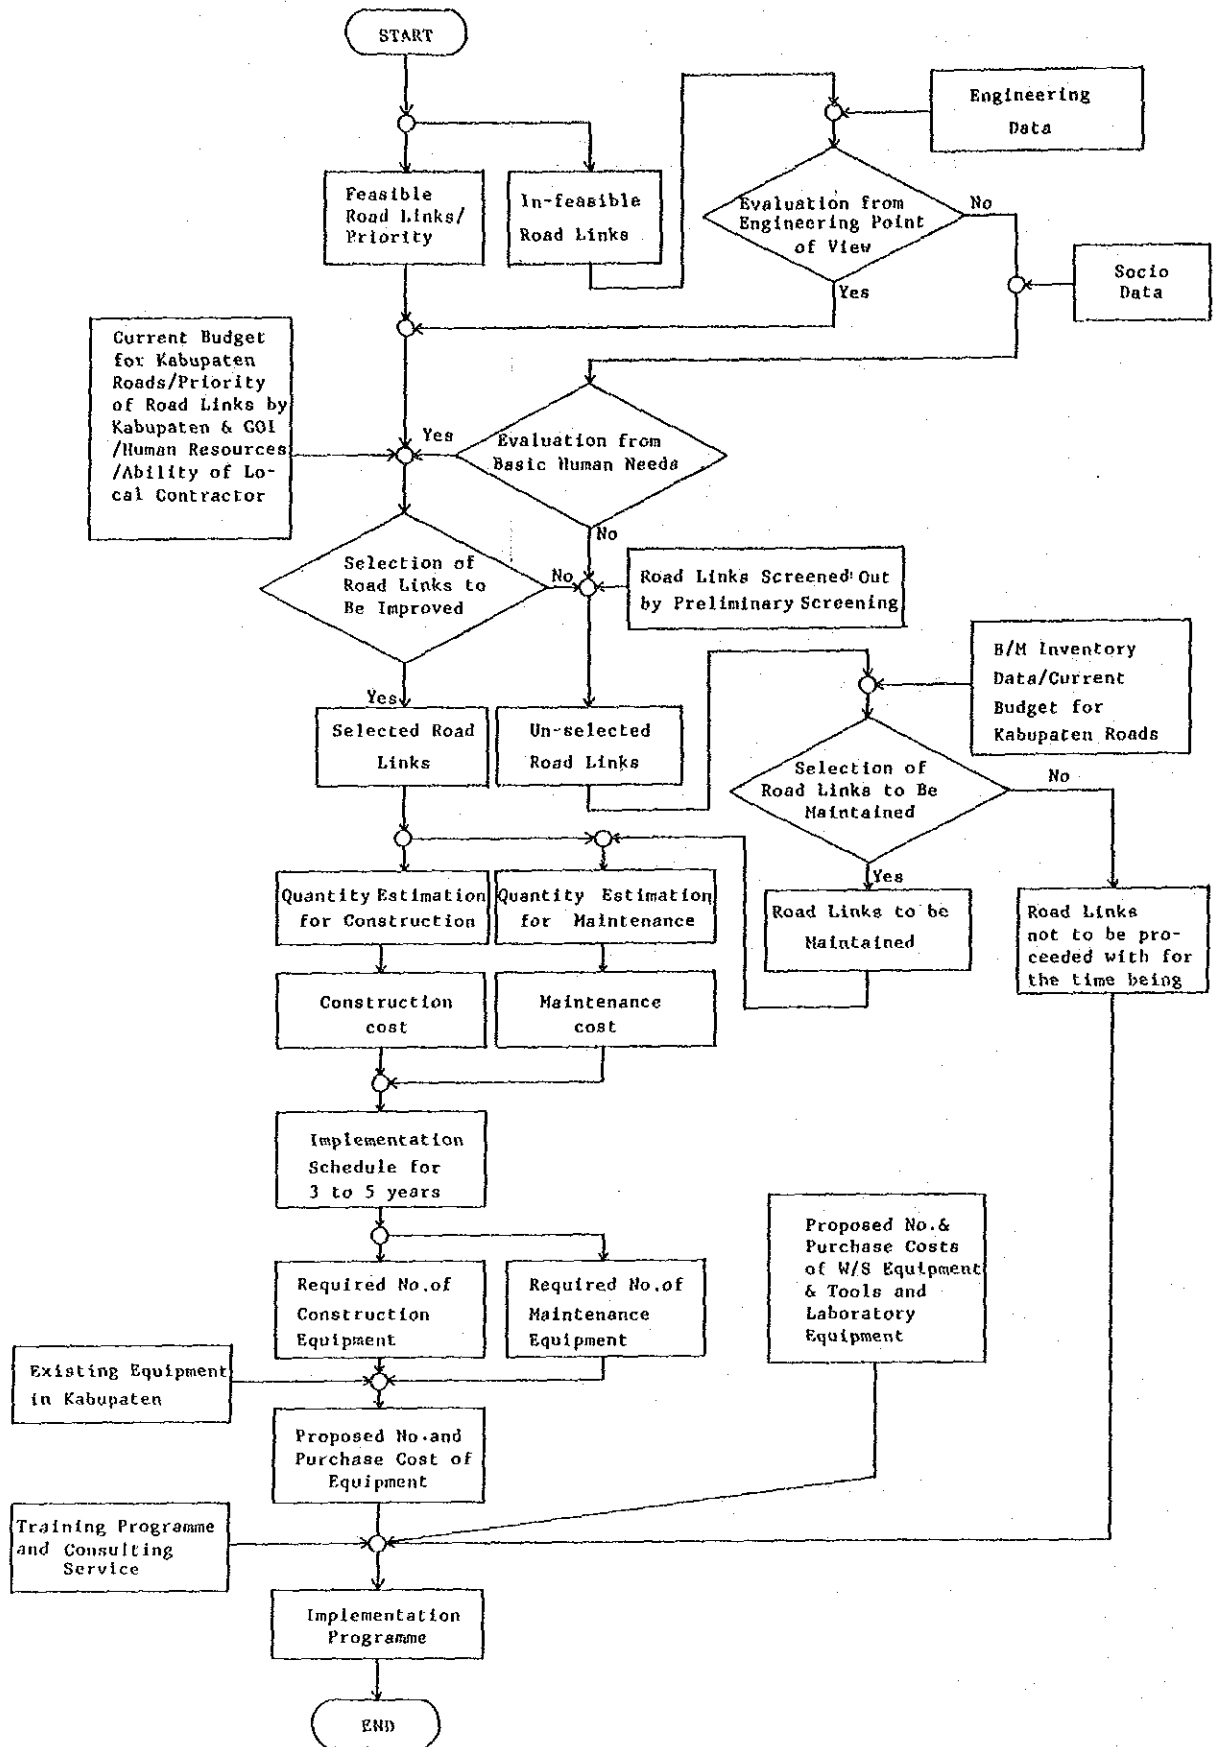 START
Engineering
Data
Feasible
Road Links/
Priority
In-feasible
Road Links
Evaluation from
Engineering Point
of View
No
Yes
Socio
Data
Current Budget
for Kabupaten
Roads/Priority
of Road Links by
Kabupaten & GOI
/Human Resources
/Ability of Lo-
cal Contractor
Yes
Evaluation from
Basic Human Needs
No
Selection of
Road Links to
Be Improved
No
Yes
Road Links Screened Out
by Preliminary Screening
B/M Inventory
Data/Current
Budget for
Kabupaten Roads
Selected Road
Links
Un-selected
Road Links
Selection of
Road Links to Be
Maintained
No
Yes
Quantity Estimation
for Construction
Quantity Estimation
for Maintenance
Road Links to be
Maintained
Road Links
not to be pro-
ceeded with for
the time being
Construction
cost
Maintenance
cost
Implementation
Schedule for
3 to 5 years
Proposed No.&
Purchase Costs
of W/S Equipment
& Tools and
Laboratory
Equipment
Required No.of
Construction
Equipment
Required No.of
Maintenance
Equipment
Existing Equipment
in Kabupaten
Proposed No.and
Purchase Cost of
Equipment
Training Programme
and Consulting
Service
Implementation
Programme
END